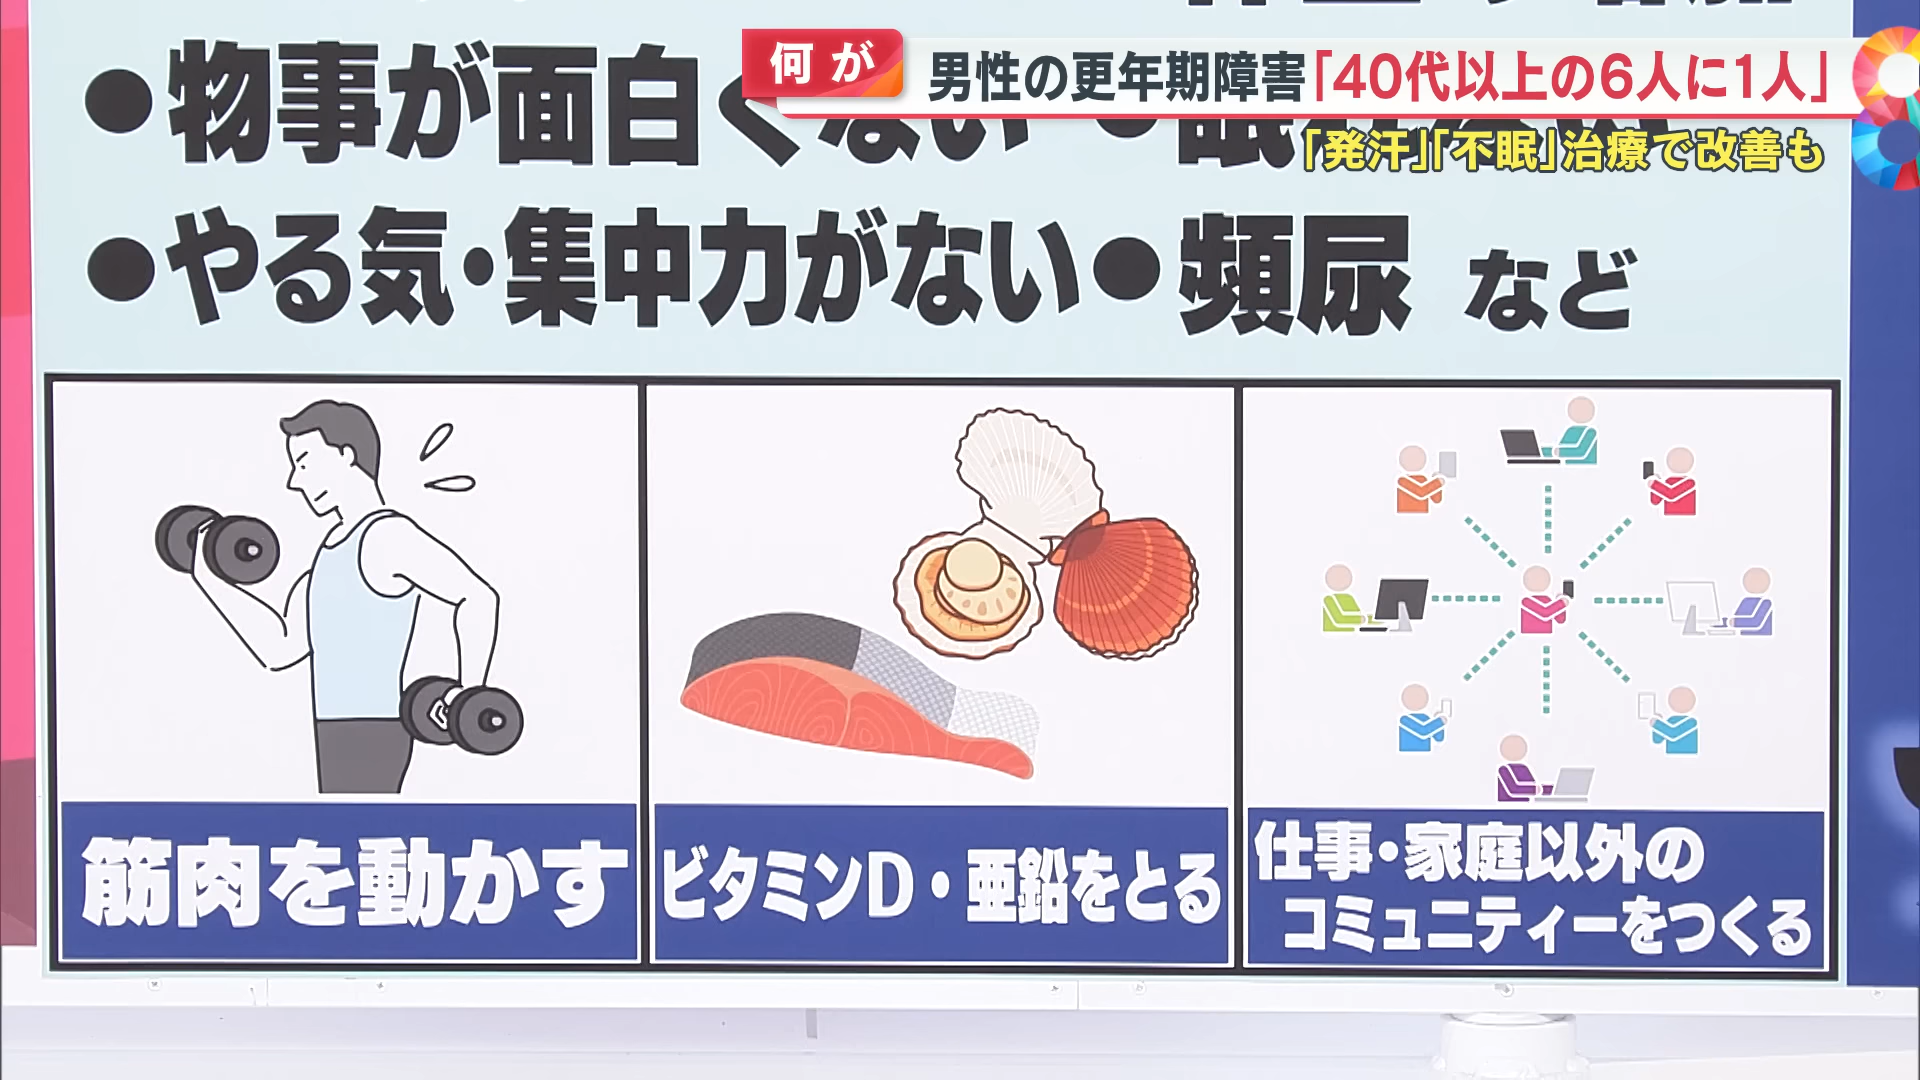 何が
男性の更年期障害「40代以上の6人に1人」
「発汗」「不眠」治療で改善も
●物事が面白くない
●やる気・集中力がない ●頻尿 など
筋肉を動かす
ビタミンD・亜鉛をとる
仕事・家庭以外の
コミュニティーをつくる